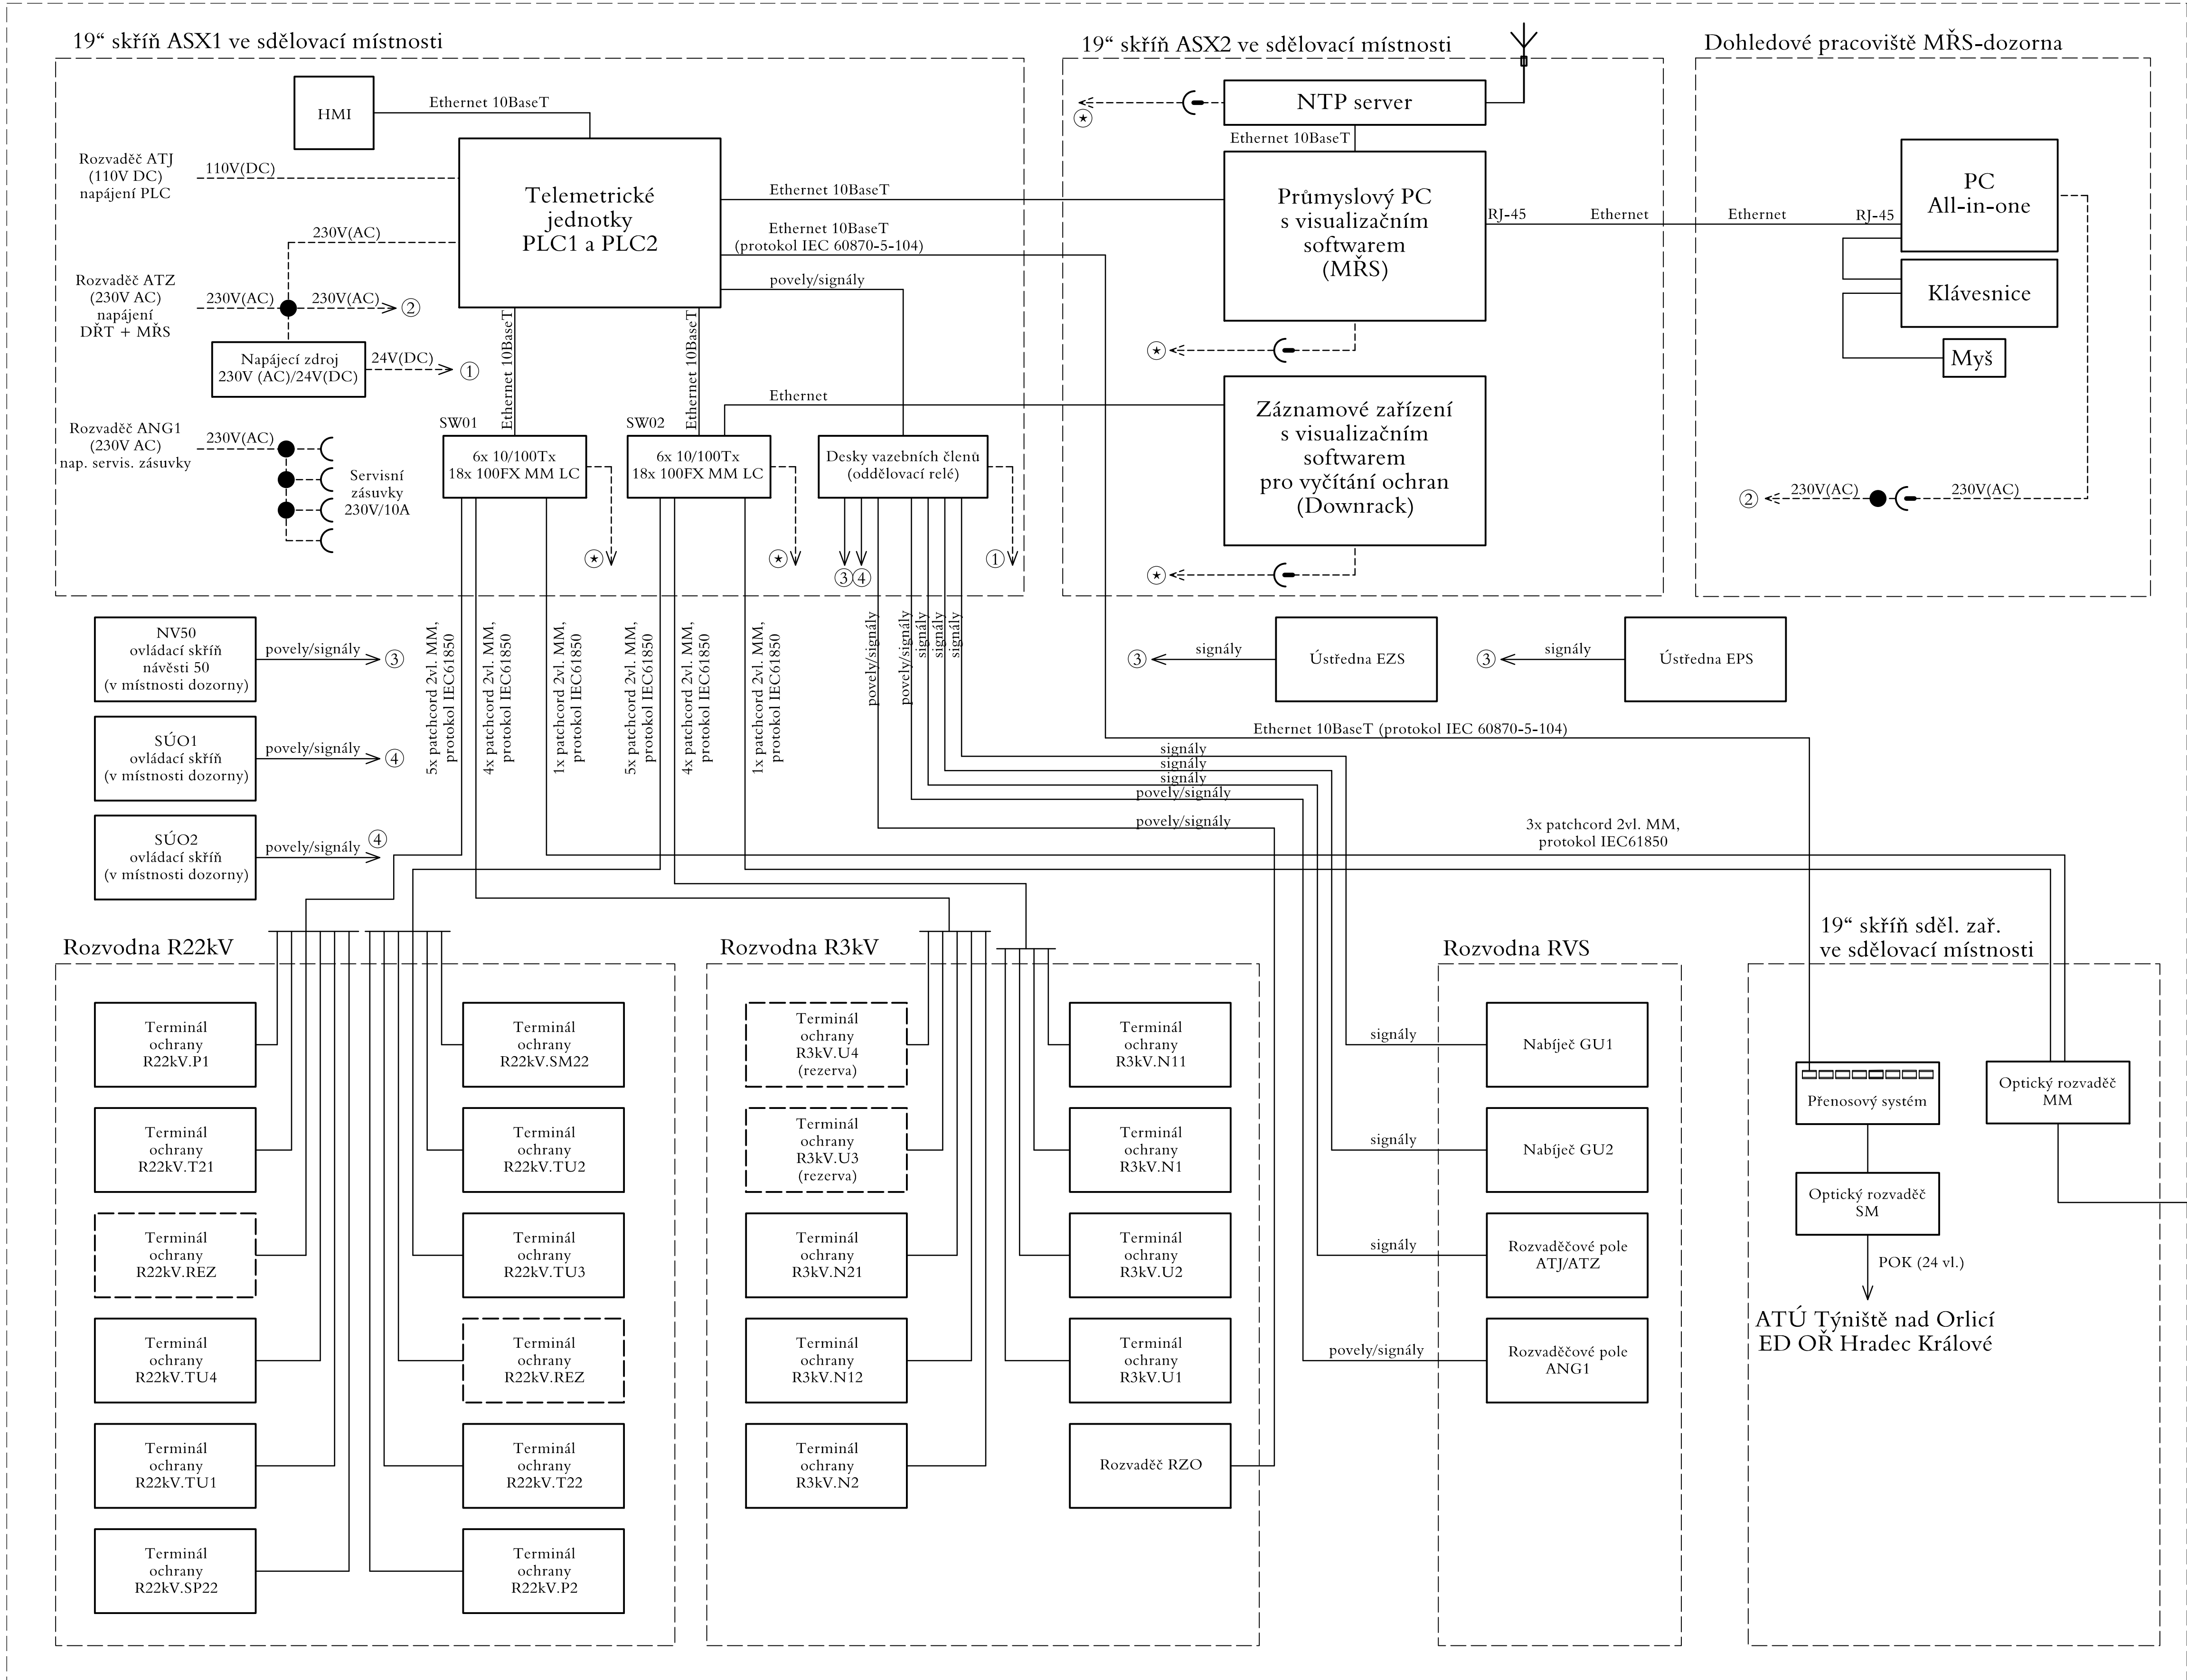 19“ skříň ASX1 ve sdělovací místnosti
19“ skříň ASX2 ve sdělovací místnosti
Dohledové pracoviště MŘS-dozorna
HMI
Ethernet 10BaseT
Rozvaděč ATJ
(110V DC)
napájení PLC
110V(DC)
Telemetrické
jednotky
PLC1 a PLC2
230V(AC)
Rozvaděč ATZ
(230V AC)
napájení
DŘT + MŘS
230V(AC)
230V(AC)
2
Napájecí zdroj
230V (AC)/24V(DC)
24V(DC)
1
Rozvaděč ANG1
(230V AC)
nap. servis. zásuvky
230V(AC)
Servisní
zásuvky
230V/10A
Ethernet 10BaseT
Ethernet 10BaseT
(protokol IEC 60870-5-104)
povely/signály
Ethernet 10BaseT
Ethernet 10BaseT
Ethernet
SW01
6x 10/100Tx
18x 100FX MM LC
SW02
6x 10/100Tx
18x 100FX MM LC
Desky vazebních členů
(oddělovací relé)
3
4
1
NTP server
Ethernet 10BaseT
Průmyslový PC
s visualizačním
softwarem
(MŘS)
RJ-45
Ethernet
Záznamové zařízení
s visualizačním
softwarem
pro vyčítání ochran
(Downrack)
Ethernet
RJ-45
PC
All-in-one
Klávesnice
Myš
2
230V(AC)
230V(AC)
NV50
ovládácí skříň
návěsti 50
(v místnosti dozorny)
povely/signály
3
SÚO1
ovládácí skříň
(v místnosti dozorny)
povely/signály
4
SÚO2
ovládácí skříň
(v místnosti dozorny)
povely/signály
4
5x patchcord 2vl. MM,
protokol IEC61850
4x patchcord 2vl. MM,
protokol IEC61850
1x patchcord 2vl. MM,
protokol IEC61850
5x patchcord 2vl. MM,
protokol IEC61850
4x patchcord 2vl. MM,
protokol IEC61850
1x patchcord 2vl. MM,
protokol IEC61850
povely/signály
povely/signály
signály
signály
signály
3
signály
Ústředna EZS
3
signály
Ústředna EPS
Ethernet 10BaseT (protokol IEC 60870-5-104)
signály
signály
signály
povely/signály
povely/signály
3x patchcord 2vl. MM,
protokol IEC61850
Rozvodna R22kV
Terminál
ochrany
R22kV.P1
Terminál
ochrany
R22kV.SM22
Terminál
ochrany
R22kV.T21
Terminál
ochrany
R22kV.TU2
Terminál
ochrany
R22kV.REZ
Terminál
ochrany
R22kV.TU3
Terminál
ochrany
R22kV.TU4
Terminál
ochrany
R22kV.REZ
Terminál
ochrany
R22kV.TU1
Terminál
ochrany
R22kV.T22
Terminál
ochrany
R22kV.SP22
Terminál
ochrany
R22kV.P2
Rozvodna R3kV
Terminál
ochrany
R3kV.U4
(rezerva)
Terminál
ochrany
R3kV.N11
Terminál
ochrany
R3kV.U3
(rezerva)
Terminál
ochrany
R3kV.N1
Terminál
ochrany
R3kV.N21
Terminál
ochrany
R3kV.U2
Terminál
ochrany
R3kV.N12
Terminál
ochrany
R3kV.U1
Terminál
ochrany
R3kV.N2
Rozvaděč RZO
Rozvodna RVS
signály
Nabíječ GU1
signály
Nabíječ GU2
signály
Rozvaděčové pole
ATJ/ATZ
povely/signály
Rozvaděčové pole
ANG1
19“ skříň sděl. zař.
ve sdělovací místnosti
Přenosový systém
Optický rozvaděč
MM
Optický rozvaděč
SM
POK (24 vl.)
ATÚ Týniště nad Orlicí
ED OŘ Hradec Králové